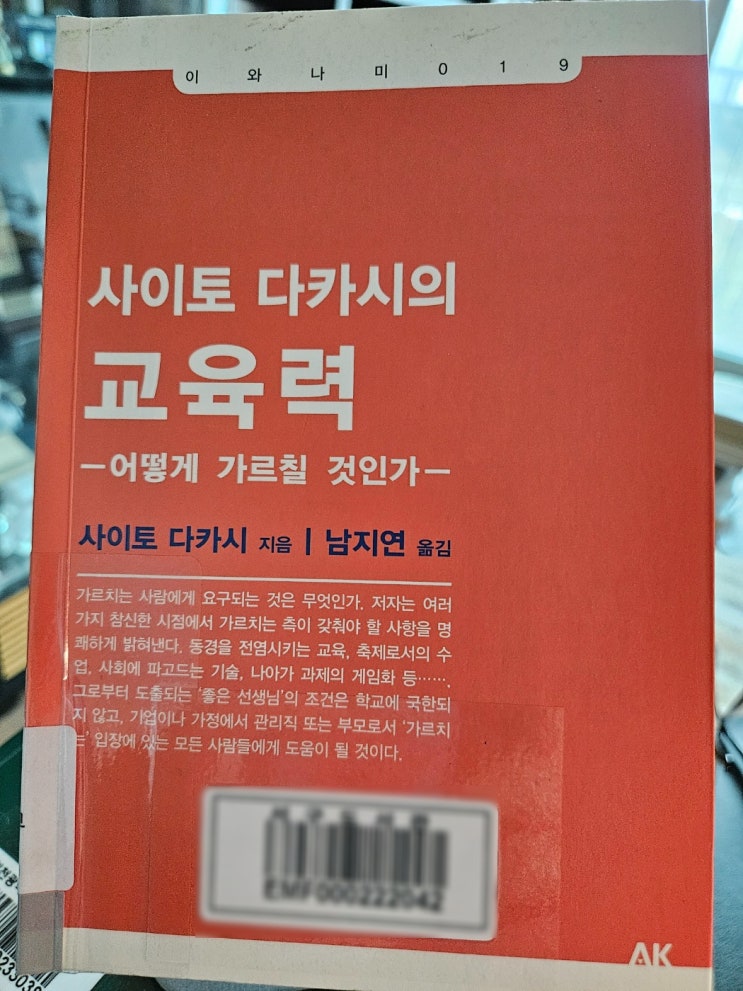 이와나미019
사이토 다카시의
교육력
─어떻게 가르칠 것인가─
사이토 다카시 지음 | 남지연 옮김
가르치는 사람에게 요구되는 것은 무엇인가. 저자는 여러
가지 참신한 시점에서 가르치는 측이 갖춰야 할 사항을 명
쾌하게 밝혀낸다. 동경을 전염시키는 교육, 축제로서의 수
업, 사회에 파고드는 기술, 나아가 과제의 게임화 등…….
그로부터 도출되는 '좋은 선생님'의 조건은 학교에 국한되
지 않고, 기업이나 가정에서 관리직 또는 부모로서 '가르치
는' 입장에 있는 모든 사람들에게 도움이 될 것이다.
EMF000222042
AK